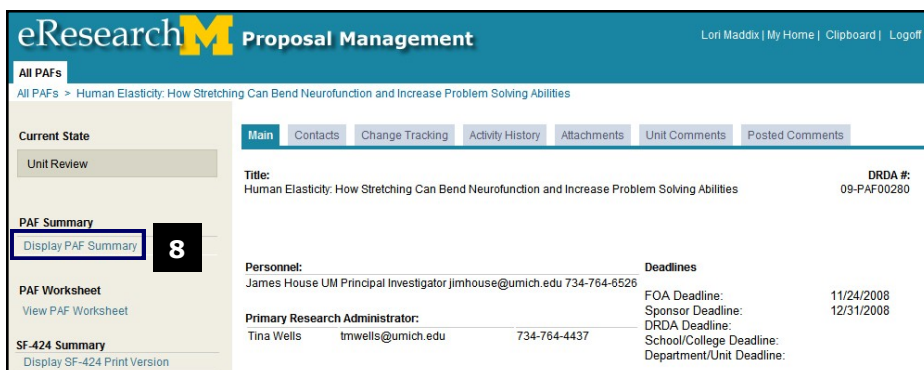 eResearch M Proposal Management
Lori Maddix | My Home | Clipboard | Logoff
All PAFs
All PAFs > Human Elasticity: How Stretching Can Bend Neurofunction and Increase Problem Solving Abilities
Current State
Unit Review
PAF Summary
Display PAF Summary
8
PAF Worksheet
View PAF Worksheet
SF-424 Summary
Display SF-424 Print Version
Main Contacts Change Tracking Activity History Attachments Unit Comments Posted Comments
Title: DRDA #:
Human Elasticity: How Stretching Can Bend Neurofunction and Increase Problem Solving Abilities 09-PAF00280
Personnel:
James House UM Principal Investigator jimhouse@umich.edu 734-764-6526
Primary Research Administrator:
Tina Wells tmwells@umich.edu 734-764-4437
Deadlines
FOA Deadline: 11/24/2008
Sponsor Deadline: 12/31/2008
DRDA Deadline:
School/College Deadline:
Department/Unit Deadline: